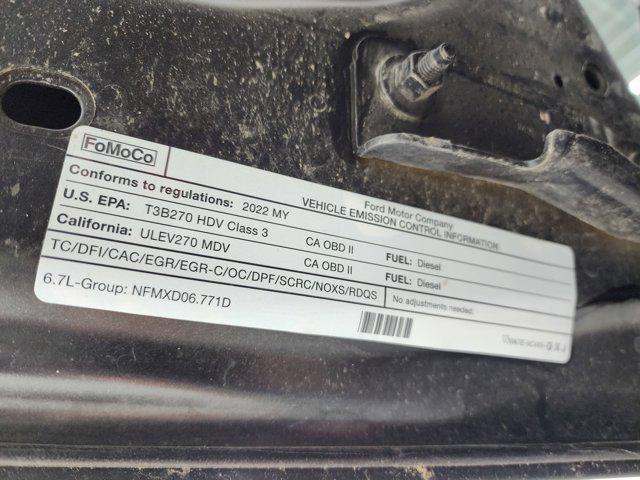 FoMoCo
Ford Motor Company
VEHICLE EMISSION CONTROL INFORMATION
Conforms to regulations: 2022 MY
U.S. EPA: T3B270 HDV Class 3 CA OBD II FUEL: Diesel
California: ULEV270 MDV CA OBD II FUEL: Diesel
TC/DFI/CAC/EGR/EGR-C/OC/DPF/SCRC/NOXS/RDQS No adjustments needed.
6.7L-Group: NFMXD06.771D